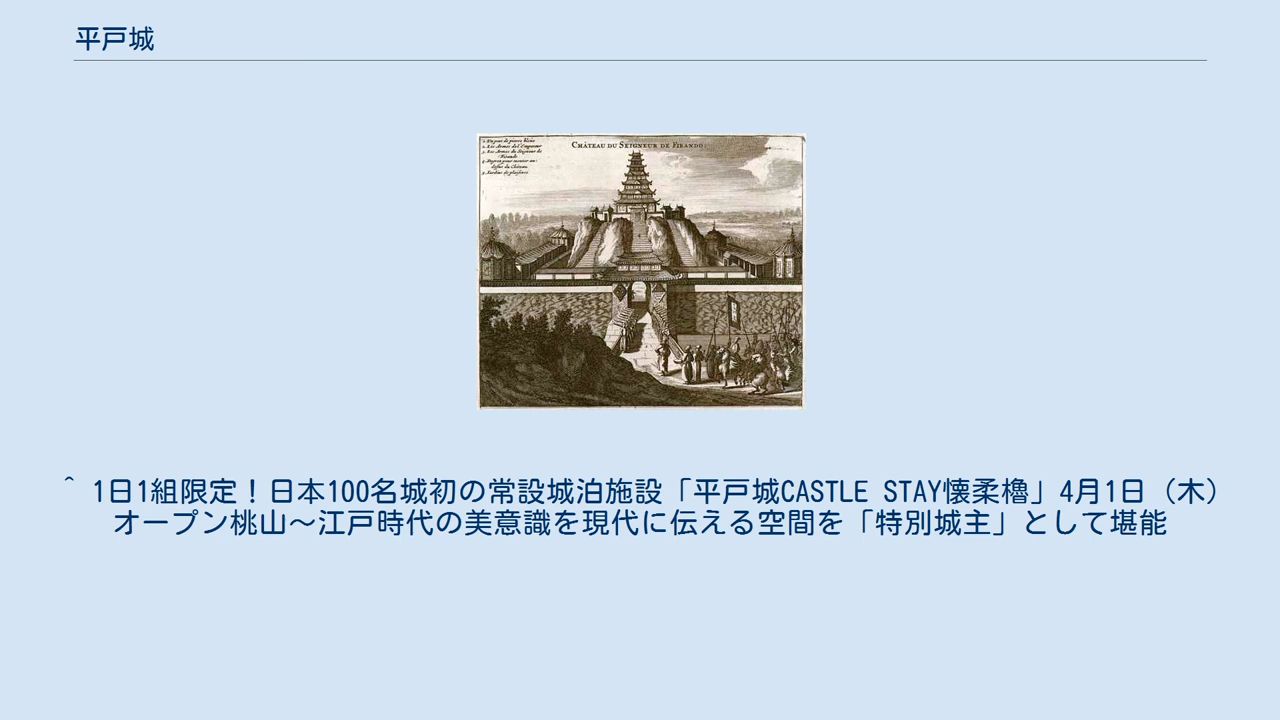 平戸城
CHÂTEAU DU SEIGNEUR DE FIRANDO
^ 1日1組限定！日本100名城初の常設城泊施設「平戸城CASTLE STAY懐柔櫓」4月1日（木）
オープン桃山～江戸時代の美意識を現代に伝える空間を「特別城主」として堪能